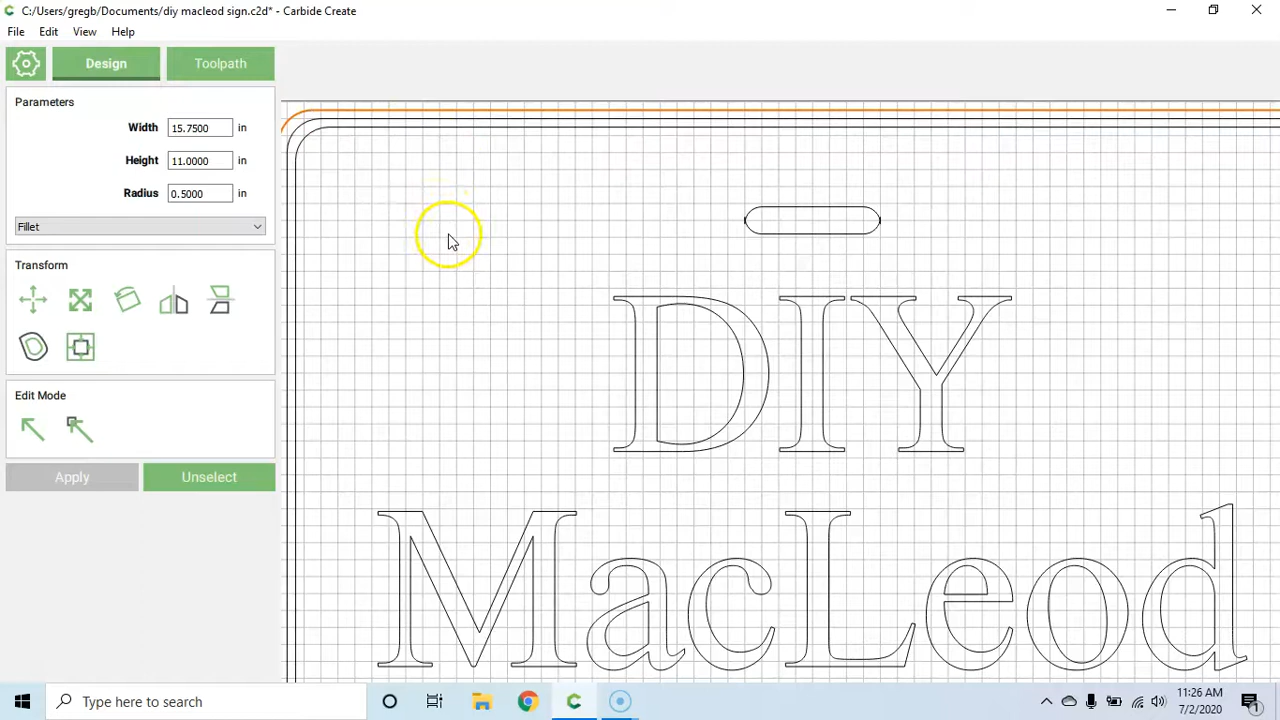 C:/Users/gregb/Documents/diy macleod sign.c2d* - Carbide Create
File Edit View Help
Design Toolpath
Parameters
Width 15.7500 in
Height 11.0000 in
Radius 0.5000 in
Fillet
Transform
Edit Mode
Apply Unselect
DIY
MacLeod
Type here to search
11:26 AM
7/2/2020
1